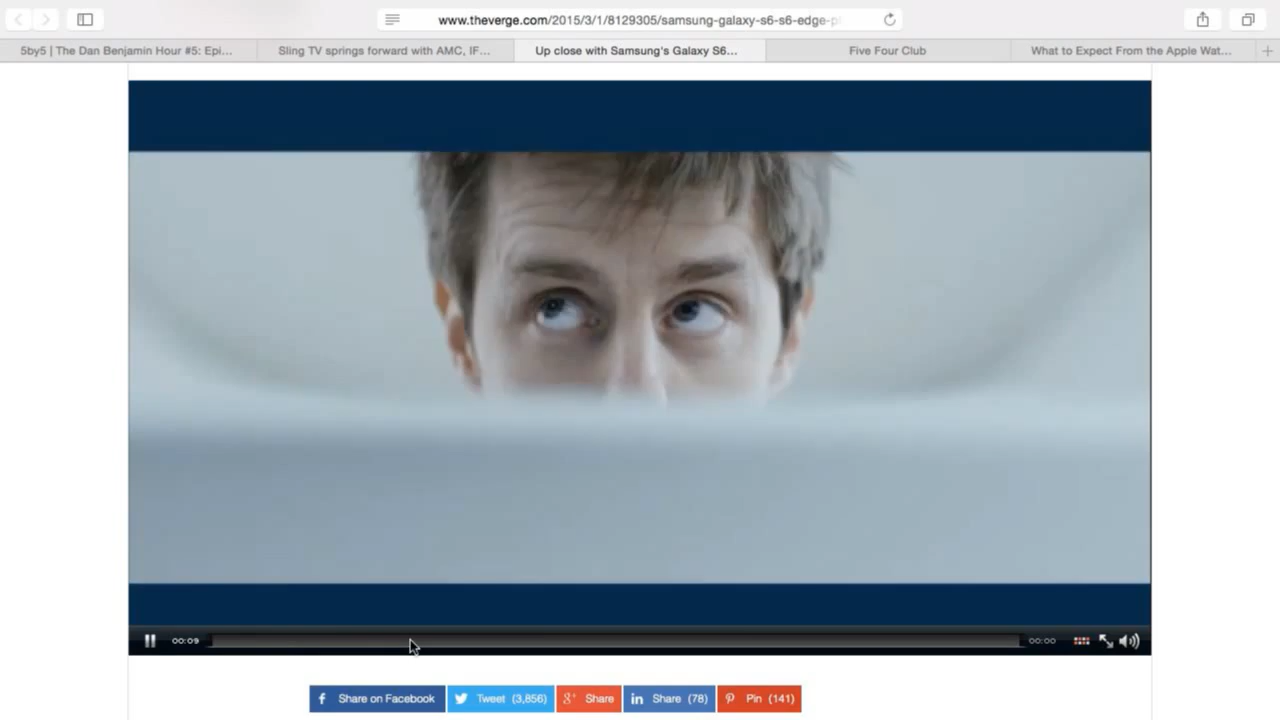 www.theverge.com/2015/3/1/8129305/samsung-galaxy-s6-s6-edge-p
5by5 | The Dan Benjamin Hour #5: Epi...
Sling TV springs forward with AMC, IF...
Up close with Samsung's Galaxy S6...
Five Four Club
What to Expect From the Apple Wat...
00:09
00:00
Share on Facebook
Tweet (3,856)
Share
Share (78)
Pin (141)